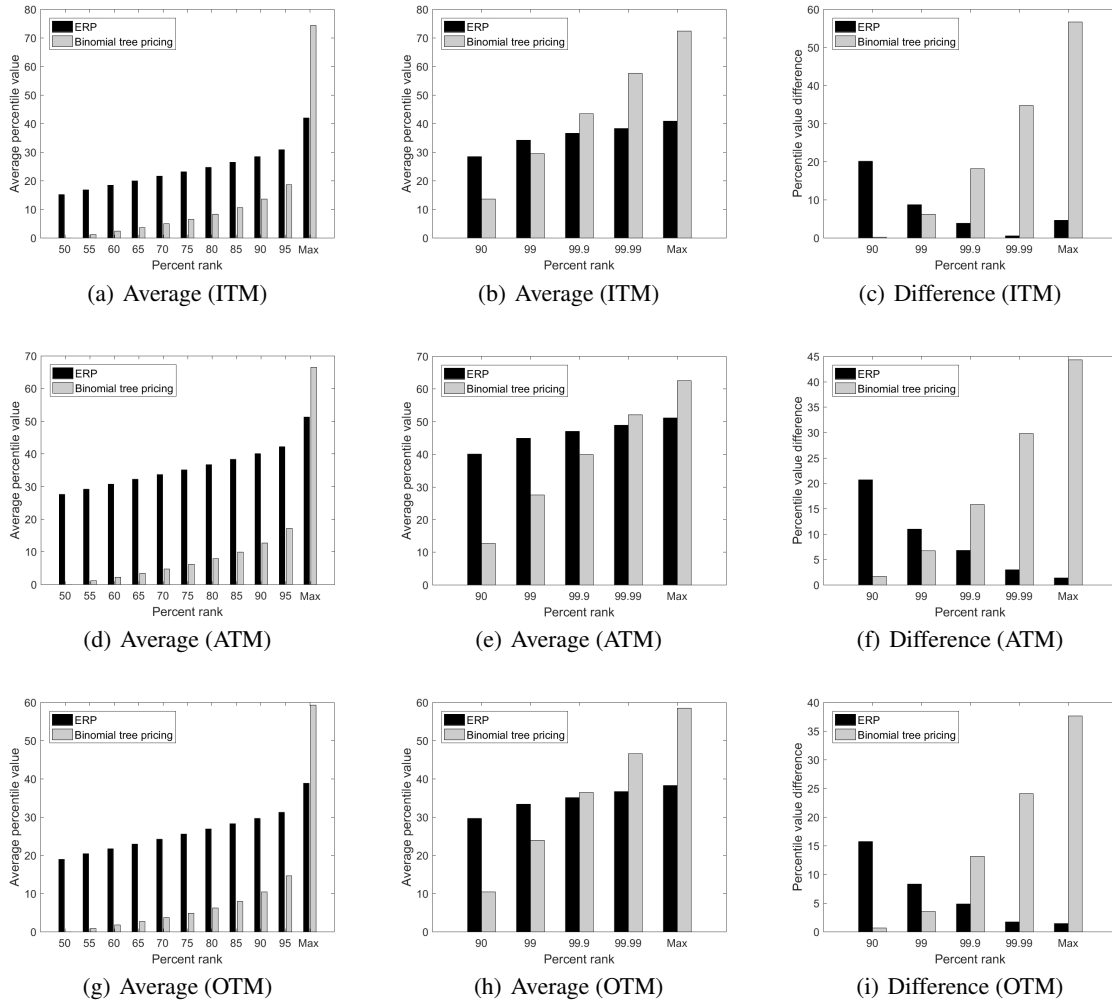 80
70
60
50
40
30
20
10
0
Average percentile value
ERP
Binomial tree pricing
50 55 60 65 70 75 80 85 90 95 Max
Percent rank
(a) Average (ITM)
80
70
60
50
40
30
20
10
0
Average percentile value
ERP
Binomial tree pricing
90 99 99.9 99.99 Max
Percent rank
(b) Average (ITM)
60
50
40
30
20
10
0
Percentile value difference
ERP
Binomial tree pricing
90 99 99.9 99.99 Max
Percent rank
(c) Difference (ITM)
70
60
50
40
30
20
10
0
Average percentile value
ERP
Binomial tree pricing
50 55 60 65 70 75 80 85 90 95 Max
Percent rank
(d) Average (ATM)
70
60
50
40
30
20
10
0
Average percentile value
ERP
Binomial tree pricing
90 99 99.9 99.99 Max
Percent rank
(e) Average (ATM)
45
40
35
30
25
20
15
10
5
0
Percentile value difference
ERP
Binomial tree pricing
90 99 99.9 99.99 Max
Percent rank
(f) Difference (ATM)
60
50
40
30
20
10
0
Average percentile value
ERP
Binomial tree pricing
50 55 60 65 70 75 80 85 90 95 Max
Percent rank
(g) Average (OTM)
60
50
40
30
20
10
0
Average percentile value
ERP
Binomial tree pricing
90 99 99.9 99.99 Max
Percent rank
(h) Average (OTM)
40
35
30
25
20
15
10
5
0
Percentile value difference
ERP
Binomial tree pricing
90 99 99.9 99.99 Max
Percent rank
(i) Difference (OTM)